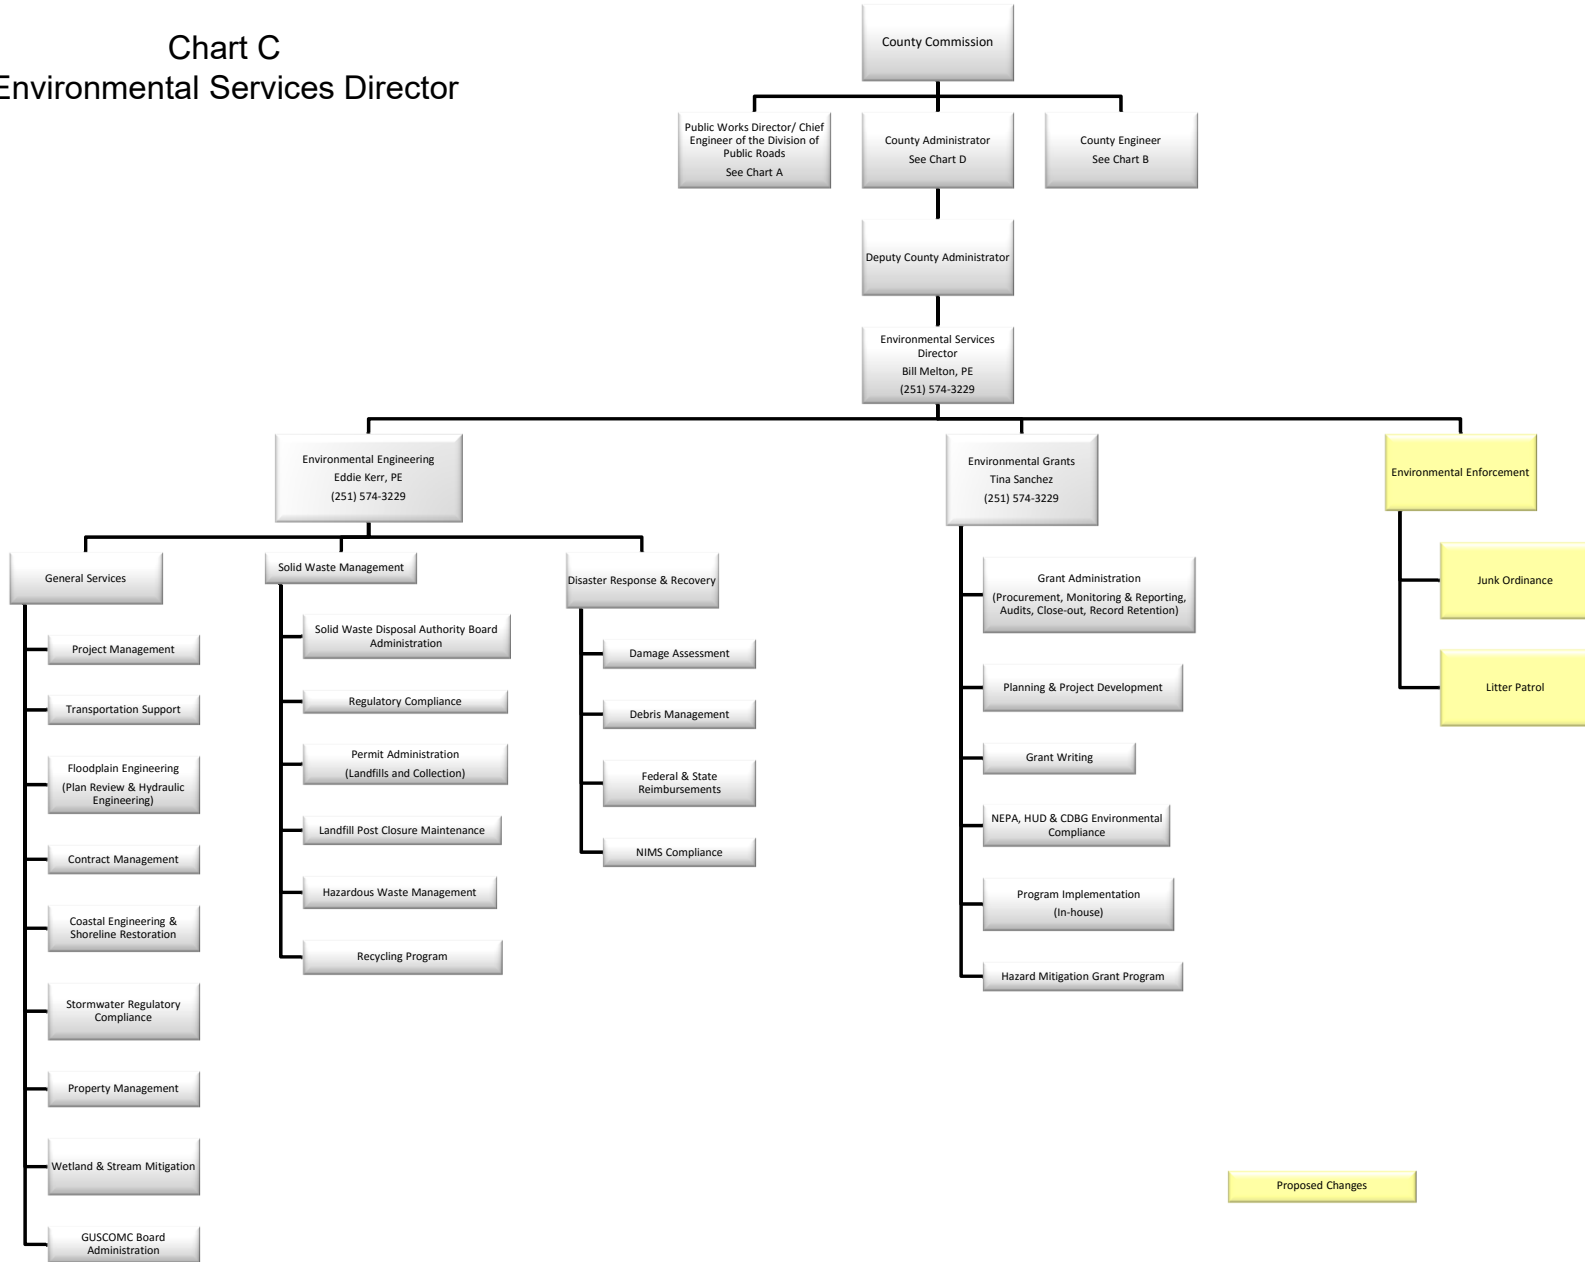 Chart C
Environmental Services Director
County Commission
Public Works Director/ Chief
Engineer of the Division of
Public Roads
See Chart A
County Administrator
See Chart D
County Engineer
See Chart B
Deputy County Administrator
Environmental Services
Director
Bill Melton, PE
(251) 574-3229
Environmental Engineering
Eddie Kerr, PE
(251) 574-3229
Environmental Grants
Tina Sanchez
(251) 574-3229
Environmental Enforcement
General Services
Project Management
Transportation Support
Floodplain Engineering
(Plan Review & Hydraulic
Engineering)
Contract Management
Coastal Engineering &
Shoreline Restoration
Stormwater Regulatory
Compliance
Property Management
Wetland & Stream Mitigation
GUSCOMC Board
Administration
Solid Waste Management
Solid Waste Disposal Authority Board
Administration
Regulatory Compliance
Permit Administration
(Landfills and Collection)
Landfill Post Closure Maintenance
Hazardous Waste Management
Recycling Program
Disaster Response & Recovery
Damage Assessment
Debris Management
Federal & State
Reimbursements
NIMS Compliance
Grant Administration
(Procurement, Monitoring & Reporting,
Audits, Close-out, Record Retention)
Planning & Project Development
Grant Writing
NEPA, HUD & CDBG Environmental
Compliance
Program Implementation
(In-house)
Hazard Mitigation Grant Program
Junk Ordinance
Litter Patrol
Proposed Changes